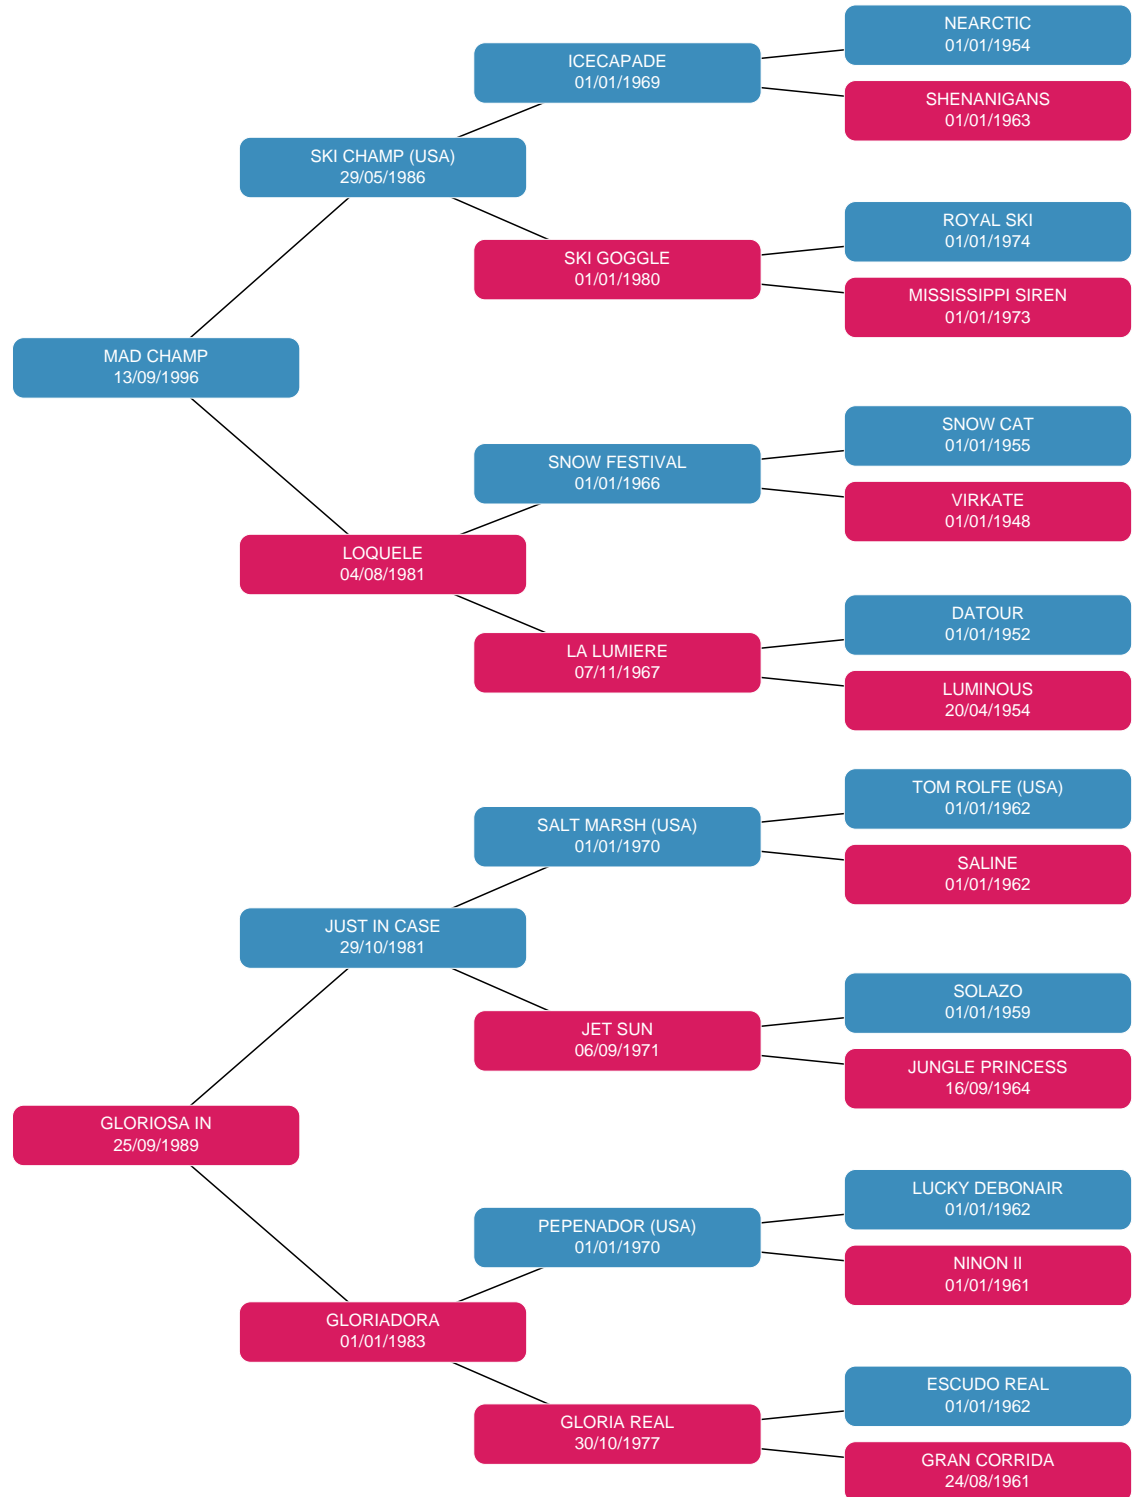 NEARCTIC
01/01/1954
ICECAPADE
01/01/1969
SHENANIGANS
01/01/1963
SKI CHAMP (USA)
29/05/1986
ROYAL SKI
01/01/1974
SKI GOGGLE
01/01/1980
MISSISSIPPI SIREN
01/01/1973
MAD CHAMP
13/09/1996
SNOW CAT
01/01/1955
SNOW FESTIVAL
01/01/1966
VIRKATE
01/01/1948
LOQUELE
04/08/1981
DATOUR
01/01/1952
LA LUMIERE
07/11/1967
LUMINOUS
20/04/1954
TOM ROLFE (USA)
01/01/1962
SALT MARSH (USA)
01/01/1970
SALINE
01/01/1962
JUST IN CASE
29/10/1981
SOLAZO
01/01/1959
JET SUN
06/09/1971
JUNGLE PRINCESS
16/09/1964
GLORIOSA IN
25/09/1989
LUCKY DEBONAIR
01/01/1962
PEPENADOR (USA)
01/01/1970
NINON II
01/01/1961
GLORIADORA
01/01/1983
ESCUDO REAL
01/01/1962
GLORIA REAL
30/10/1977
GRAN CORRIDA
24/08/1961